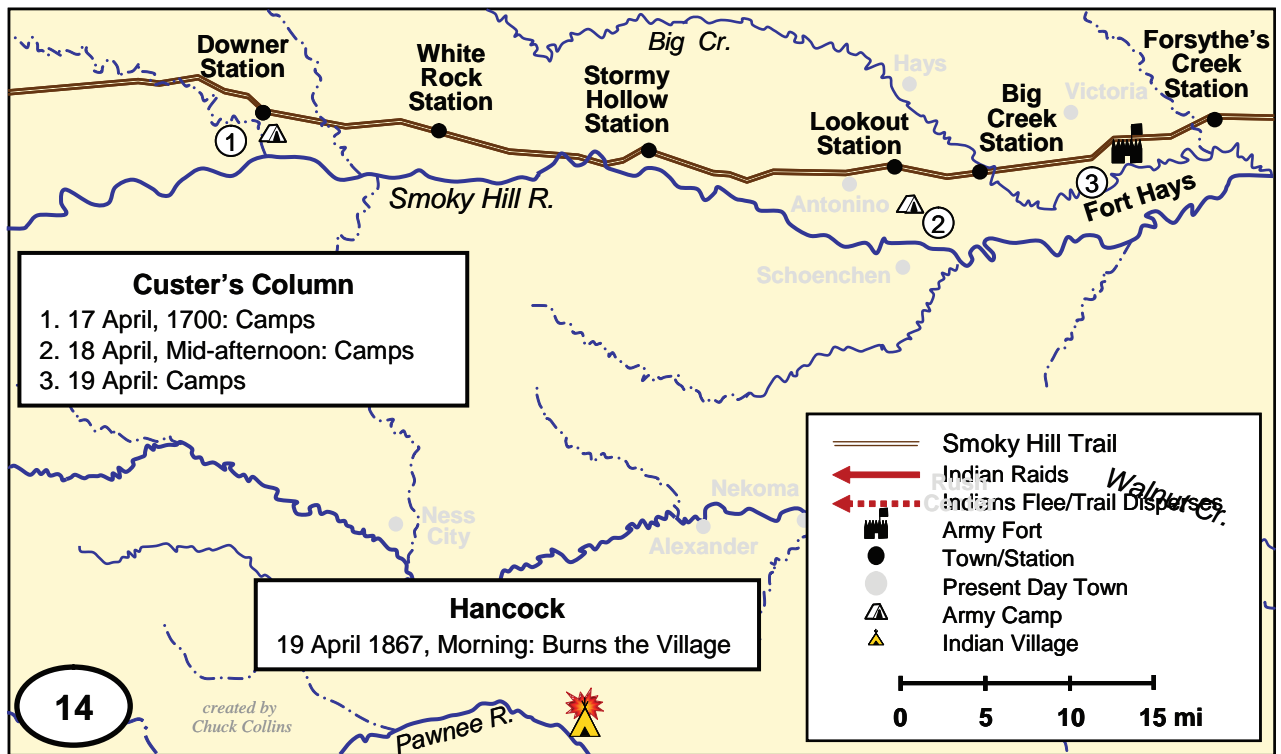 Downer
Station
White
Rock
Station
Stormy
Hollow
Station
Big Cr.
Hays
Lookout
Station
Big
Creek
Station
Victoria
Forsythe's
Creek
Station
1
Smoky Hill R.
Antonino
2
3
Fort Hays
Schoenchen
Custer's Column
1. 17 April, 1700: Camps
2. 18 April, Mid-afternoon: Camps
3. 19 April: Camps
Ness
City
Nekoma
Alexander
Rush
Center
Walnut Cr.
Smoky Hill Trail
Indian Raids
Indians Flee/Trail Disperses
Army Fort
Town/Station
Present Day Town
Army Camp
Indian Village
0 5 10 15 mi
Hancock
19 April 1867, Morning: Burns the Village
14
created by
Chuck Collins
Pawnee R.